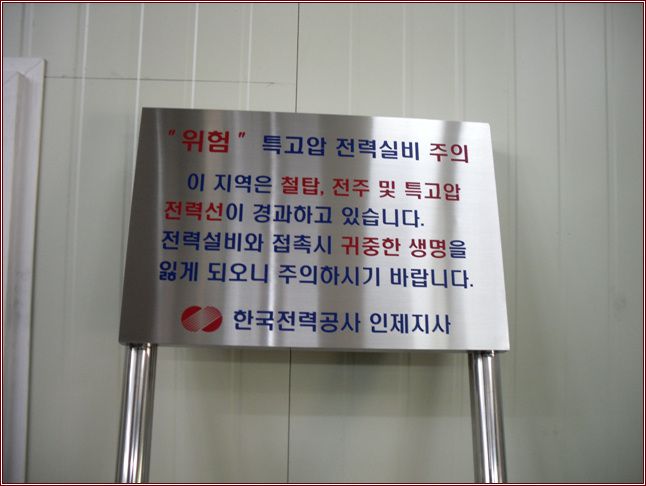 "위험" 특고압 전력실비 주의
이 지역은 철탑, 전주 및 특고압
전력선이 경과하고 있습니다.
전력설비와 접촉시 귀중한 생명을
잃게 되오니 주의하시기 바랍니다.
한국전력공사 인제지사